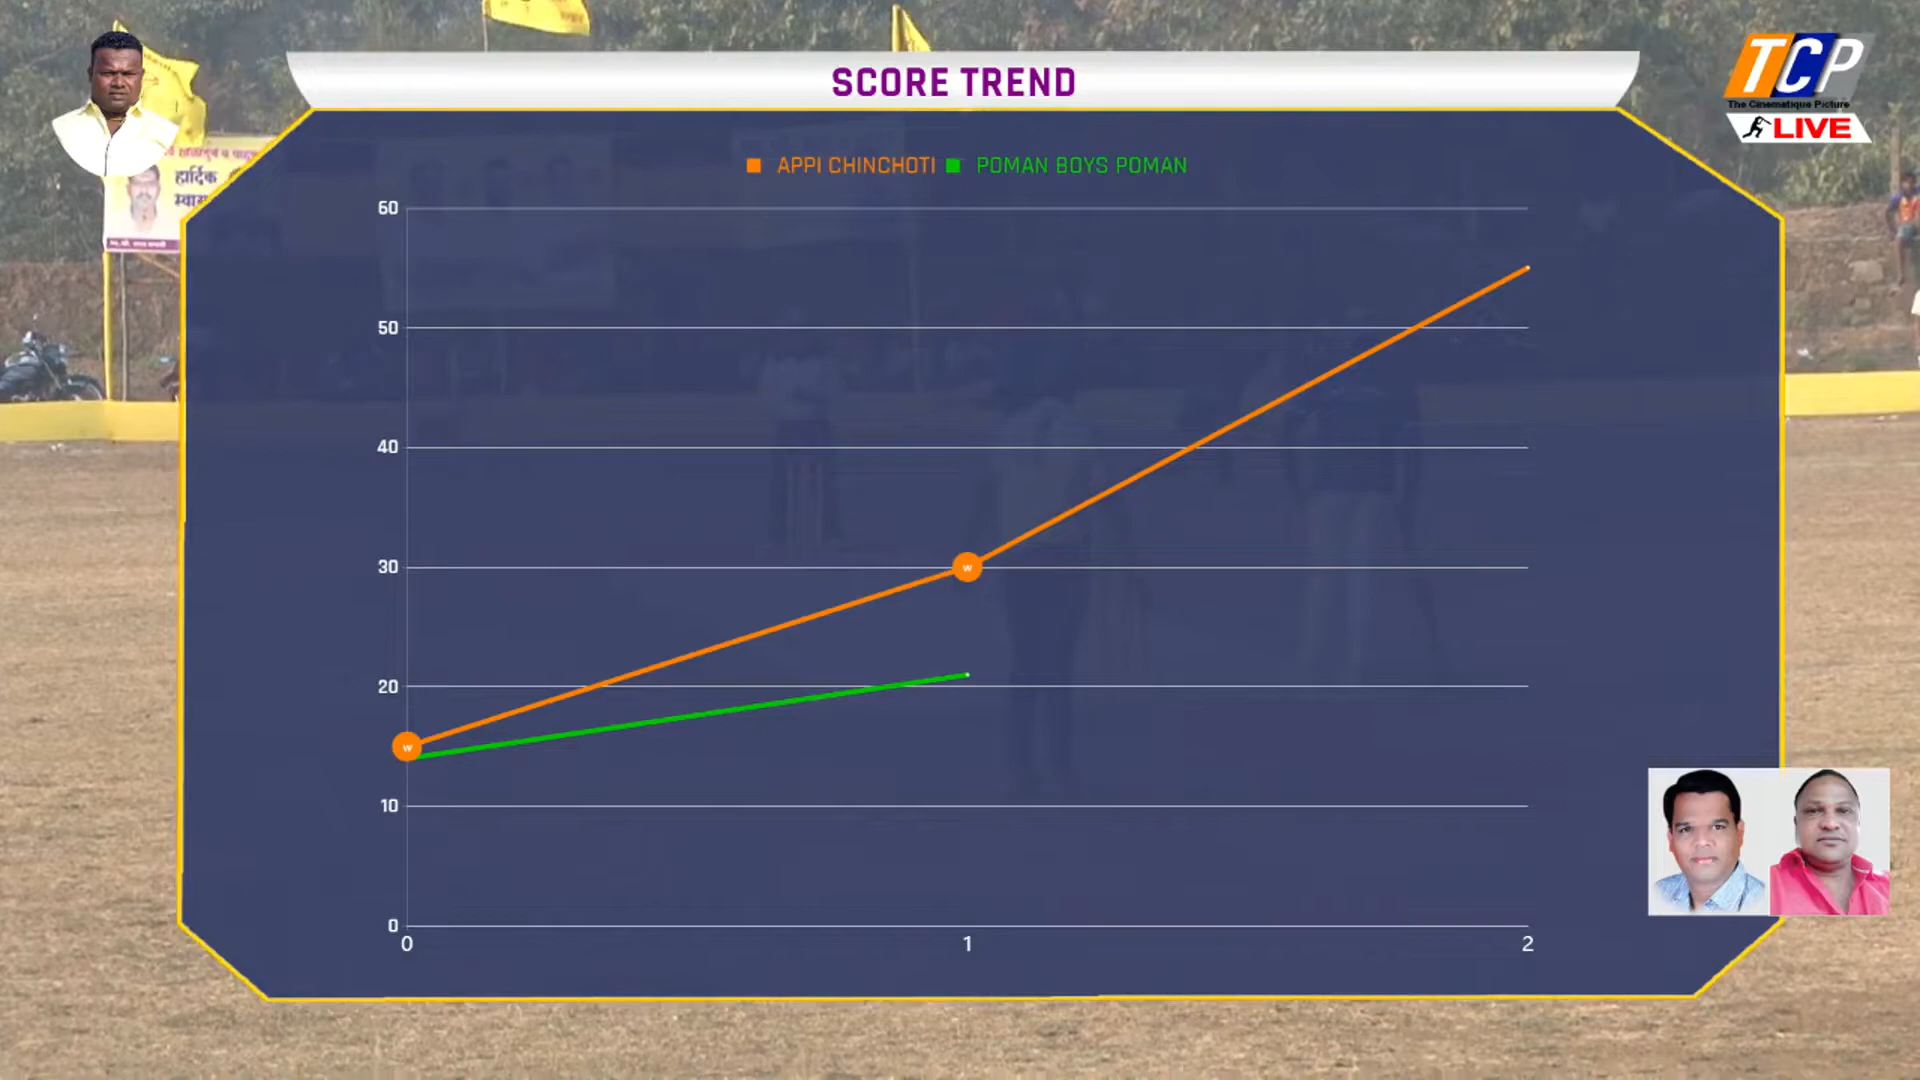 SCORE TREND
TCP
The Cinematique Picture
LIVE
हार्दिक
APPI CHINCHOTI
POMAN BOYS POMAN
60
50
40
30
20
10
0
W
W
0
1
2